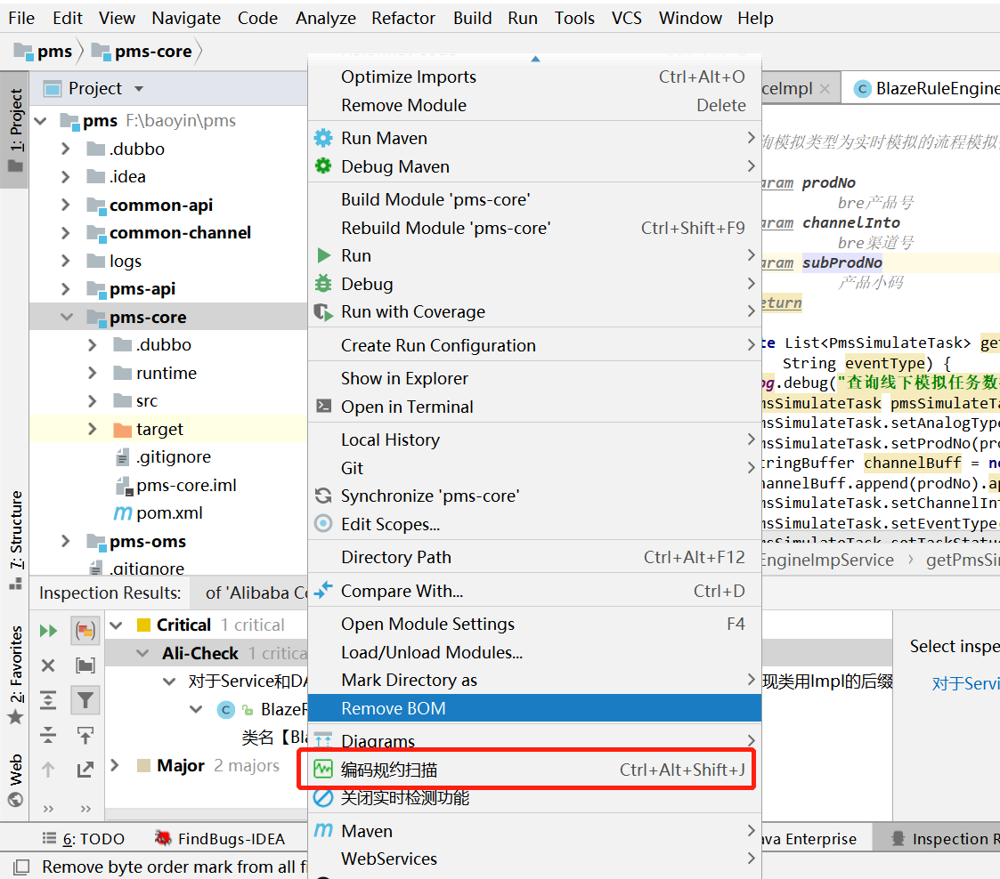 File Edit View Navigate Code Analyze Refactor Build Run Tools VCS Window Help
pms pms-core
1: Project
7: Structure
2: Favorites
Web
Project
pms F:\baoyin\pms
.dubbo
.idea
common-api
common-channel
logs
pms-api
pms-core
.dubbo
runtime
src
target
.gitignore
pms-core.iml
pom.xml
pms-oms
.gitignore
Optimize Imports Ctrl+Alt+O
Remove Module Delete
Run Maven
Debug Maven
Build Module 'pms-core'
Rebuild Module 'pms-core' Ctrl+Shift+F9
Run
Debug
Run with Coverage
Create Run Configuration
Show in Explorer
Open in Terminal
Local History
Git
Synchronize 'pms-core'
Edit Scopes...
Directory Path Ctrl+Alt+F12
Compare With... Ctrl+D
Open Module Settings F4
Load/Unload Modules...
Mark Directory as
Remove BOM
Diagrams
编码规约扫描 Ctrl+Alt+Shift+J
关闭实时检测功能
Maven
WebServices
ceImpl BlazeRuleEngine
询模拟类型为实时模拟的流程模拟
aram prodNo
bre产品号
aram channelInto
bre渠道号
aram subProdNo
产品小码
eturn
te List<PmsSimulateTask> get
String eventType) {
og.debug("查询线下模拟任务数
msSimulateTask pmsSimulateTa
msSimulateTask.setAnalogType
msSimulateTask.setProdNo(pro
tringBuffer channelBuff = ne
hannelBuff.append(prodNo).ap
msSimulateTask.setChannelInt
msSimulateTask.setEventType(
msSimulateTask.setTaskStatu
EngineImpService › getPmsSi
Inspection Results: of 'Alibaba Co
Critical 1 critical
Ali-Check 1 critica
对于Service和DA
现类用Impl的后缀
BlazeR
类名【Bla
Major 2 majors
Select inspe
对于Servi
6: TODO FindBugs-IDEA
ava Enterprise Inspection R
Remove byte order mark from all fi